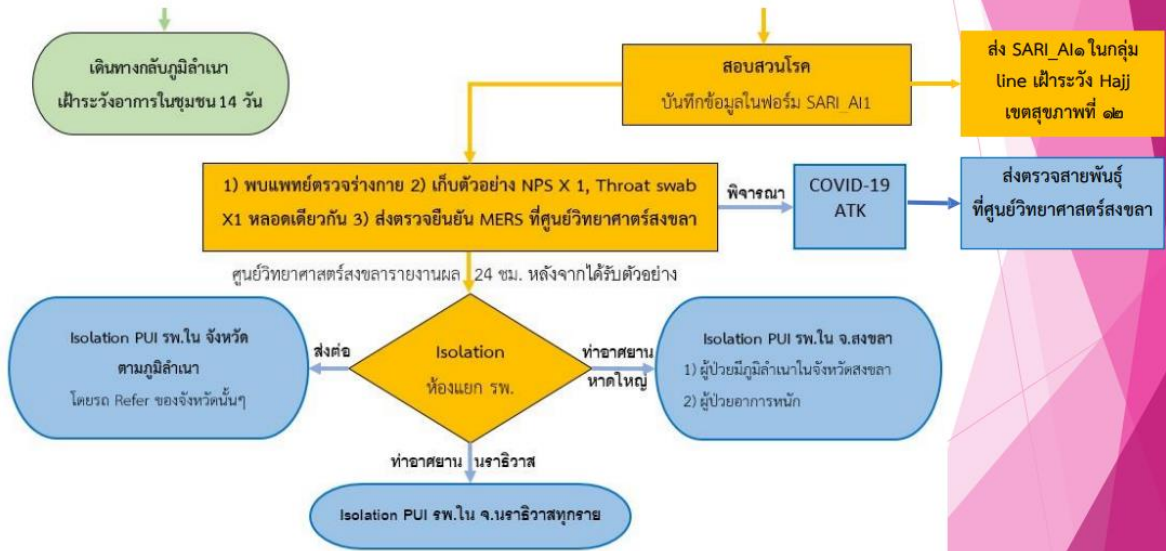 เดินทางกลับภูมิลำเนา
เฝ้าระวังอาการในชุมชน 14 วัน
สอบสวนโรค
บันทึกข้อมูลในฟอร์ม SARI_AI1
ส่ง SARI_AI๑ ในกลุ่ม
line เฝ้าระวัง Hajj
เขตสุขภาพที่ ๑๒
1) พบแพทย์ตรวจร่างกาย 2) เก็บตัวอย่าง NPS X 1, Throat swab
X1 หลอดเดียวกัน 3) ส่งตรวจยืนยัน MERS ที่ศูนย์วิทยาศาตร์สงขลา
พิจารณา
COVID-19
ATK
ส่งตรวจสายพันธุ์
ที่ศูนย์วิทยาศาสตร์สงขลา
ศูนย์วิทยาศาสตร์สงขลารายงานผล 24 ชม. หลังจากได้รับตัวอย่าง
Isolation PUI รพ.ใน จังหวัด
ตามภูมิลำเนา
โดยรถ Refer ของจังหวัดนั้นๆ
ส่งต่อ
Isolation
ห้องแยก รพ.
ท่าอาศยาน
หาดใหญ่
Isolation PUI รพ.ใน จ.สงขลา
1) ผู้ป่วยมีภูมิลำเนาในจังหวัดสงขลา
2) ผู้ป่วยอาการหนัก
ท่าอาศยาน นราธิวาส
Isolation PUI รพ.ใน จ.นราธิวาสทุกราย